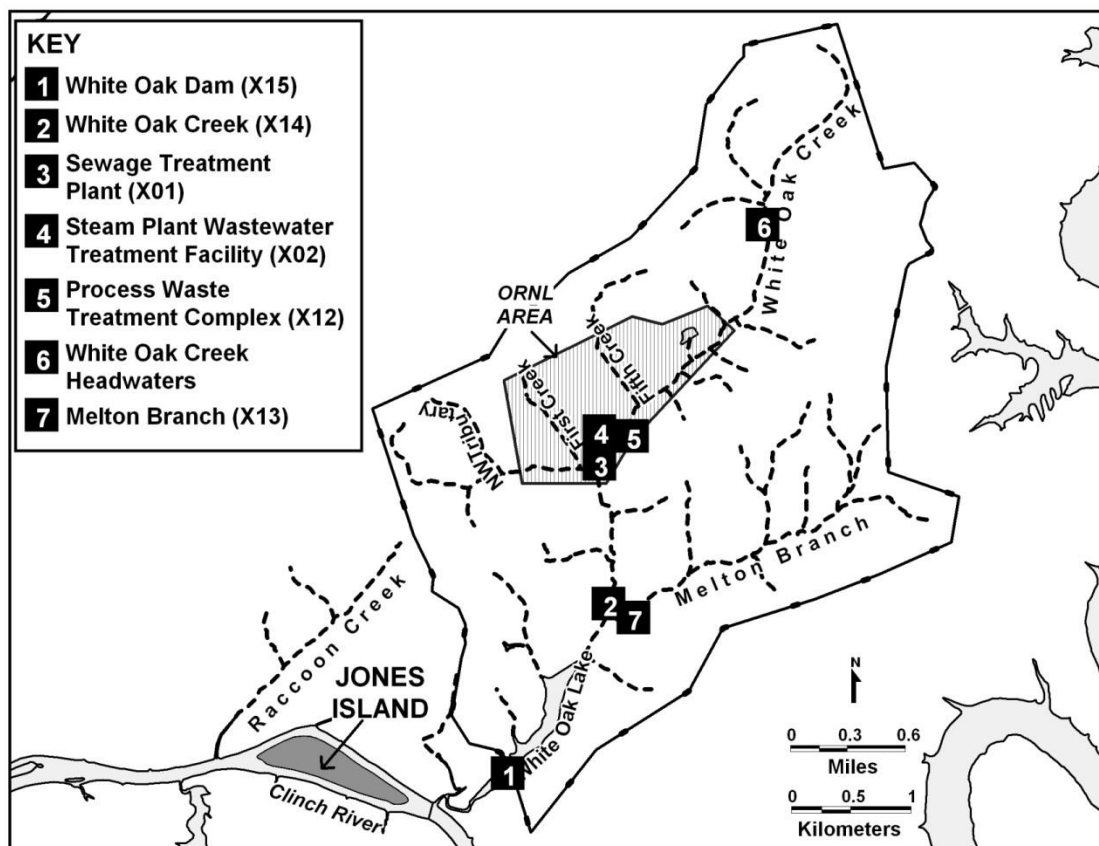 KEY
1 White Oak Dam (X15)
2 White Oak Creek (X14)
3 Sewage Treatment
Plant (X01)
4 Steam Plant Wastewater
Treatment Facility (X02)
5 Process Waste
Treatment Complex (X12)
6 White Oak Creek
Headwaters
7 Melton Branch (X13)
White Oak Creek
6
ORNL
AREA
First Creek
Fifth Creek
NWTributary
4
5
3
Melton Branch
2
7
Raccoon Creek
JONES
ISLAND
Clinch River
White Oak Lake
1
N
0 0.3 0.6
Miles
0 0.5 1
Kilometers